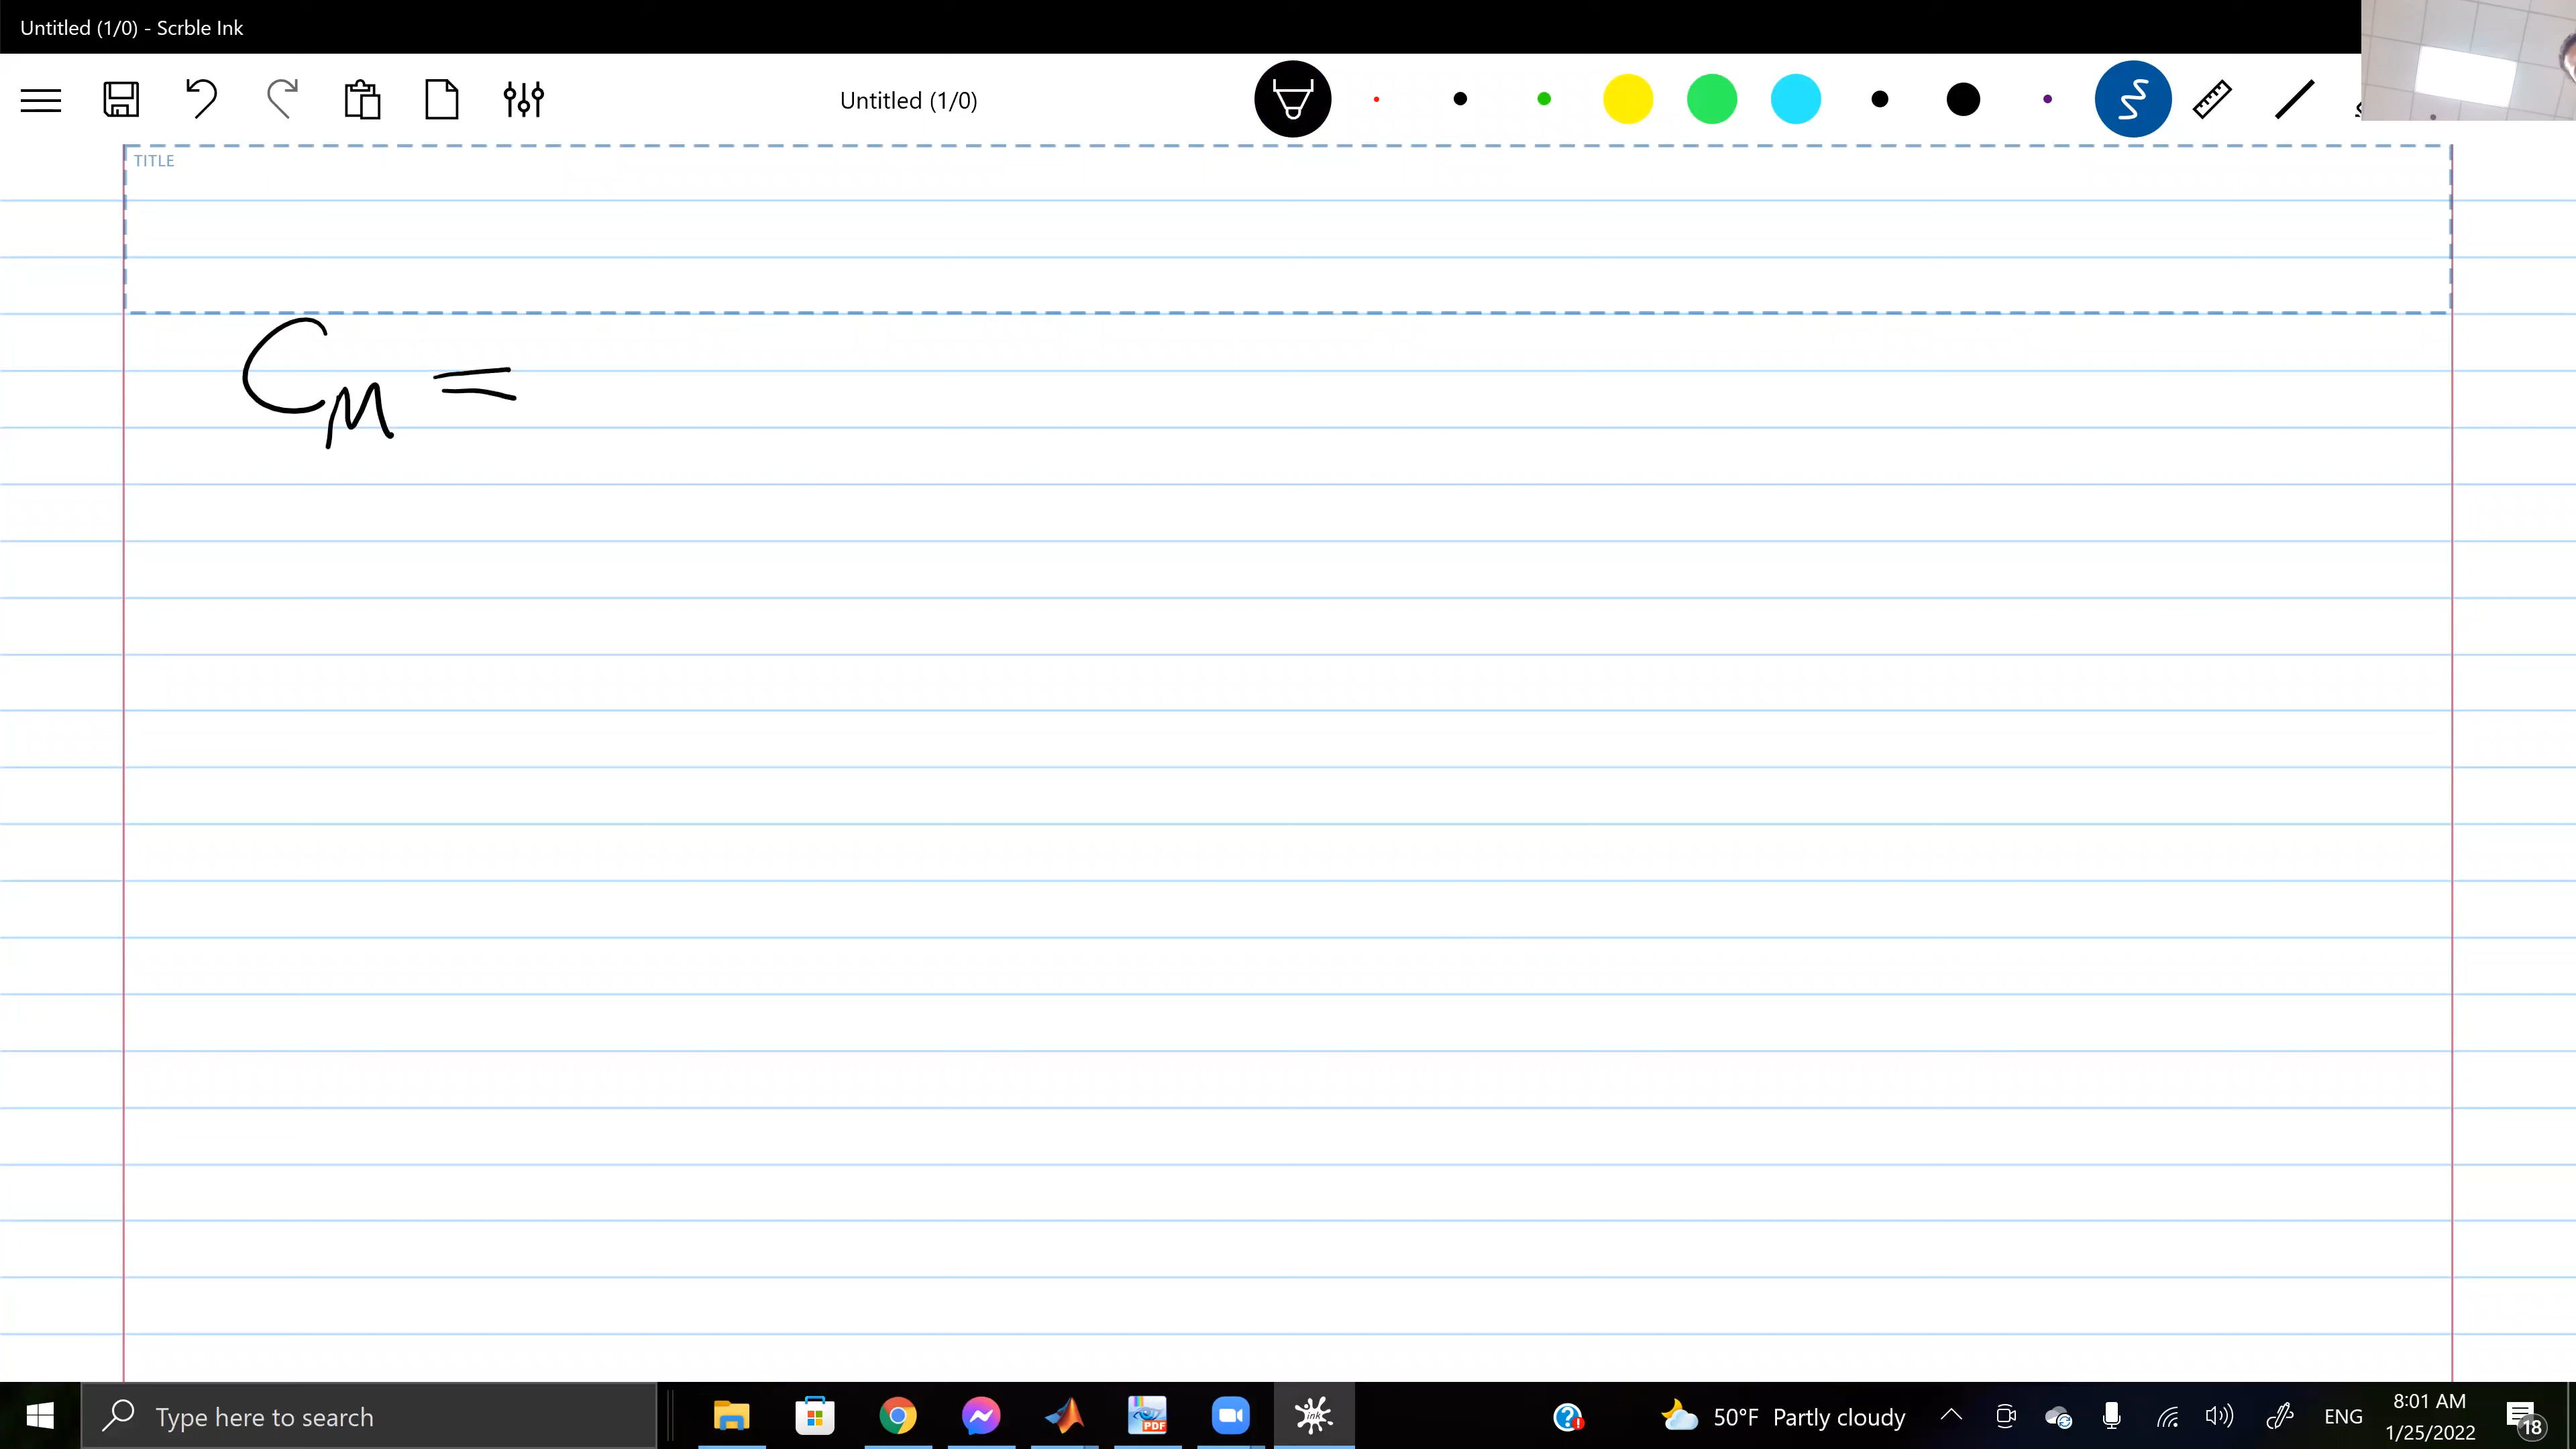 Untitled (1/0) - Scrble Ink
Untitled (1/0)
TITLE
C_M =
Type here to search
50°F Partly cloudy
ENG
8:01 AM
1/25/2022
18